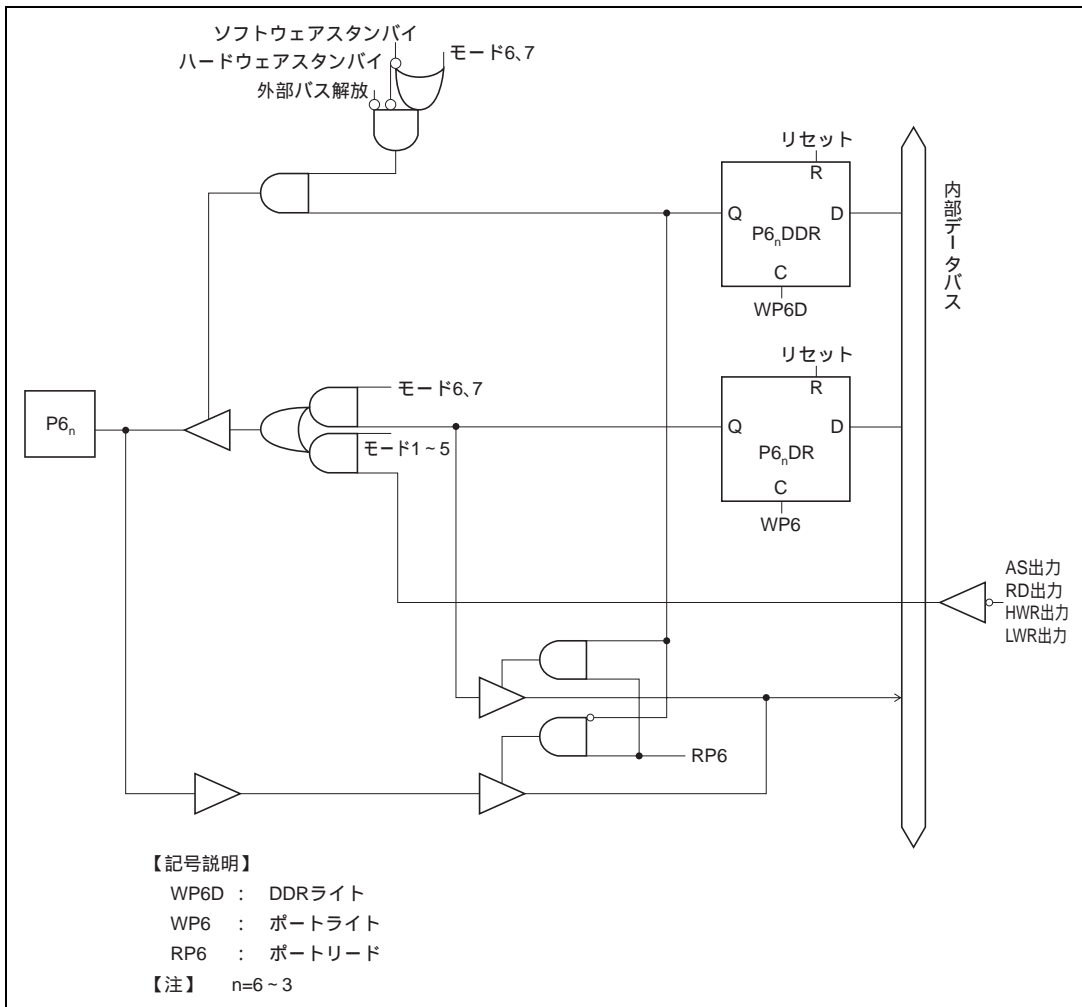 ソフトウェアスタンバイ
ハードウェアスタンバイ
モード6、7
外部バス解放
リセット
R
Q
D
P6nDDR
C
WP6D
内部データバス
リセット
R
Q
D
P6nDR
C
WP6
P6n
モード6、7
モード1~5
AS出力
RD出力
HWR出力
LWR出力
RP6
【記号説明】
WP6D : DDRライト
WP6 : ポートライト
RP6 : ポートリード
【注】 n=6~3